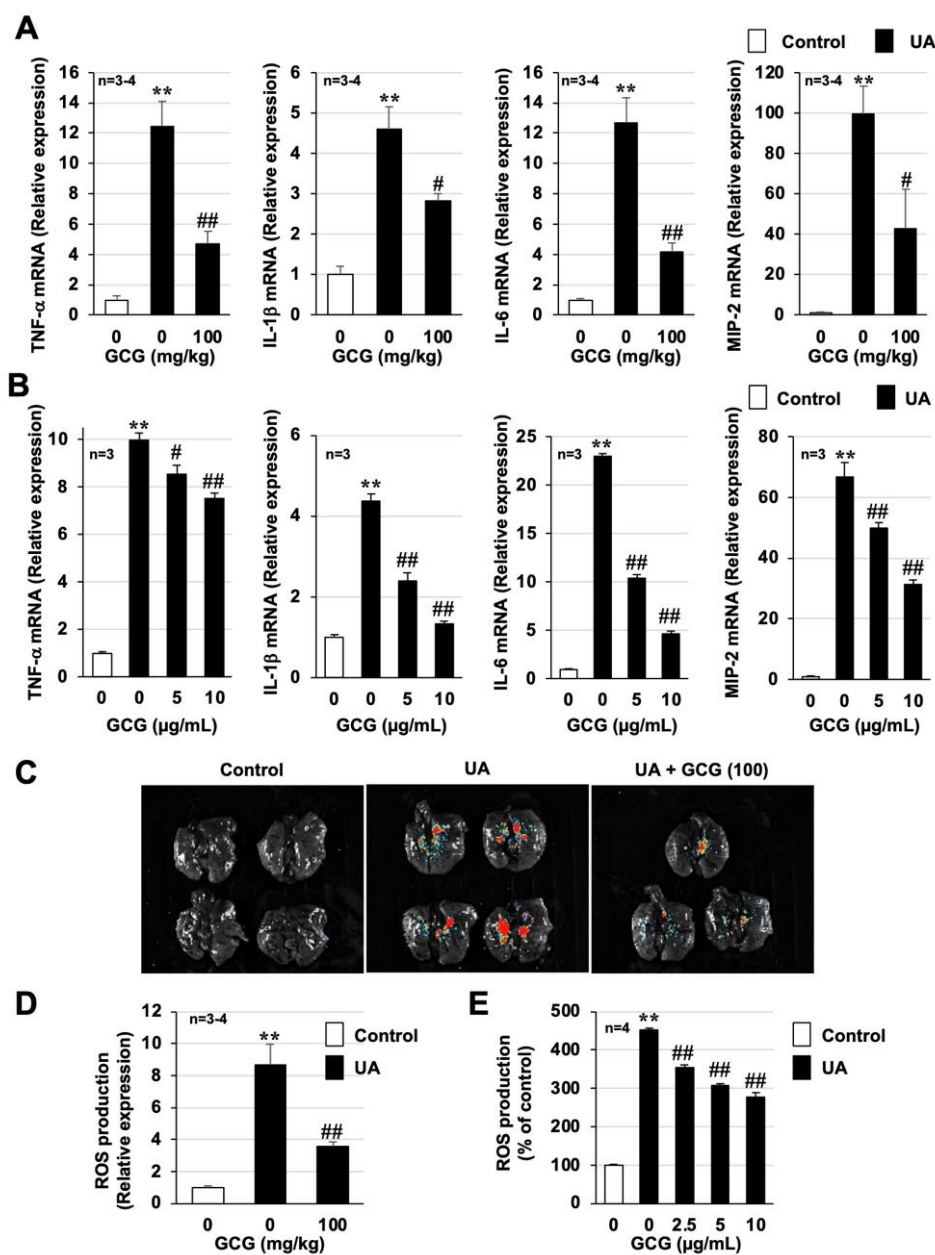 A
Control UA
TNF-α mRNA (Relative expression)
16
14
12
10
8
6
4
2
0
n=3-4
**
##
0 0 100
GCG (mg/kg)
IL-1β mRNA (Relative expression)
6
5
4
3
2
1
0
n=3-4
**
#
0 0 100
GCG (mg/kg)
IL-6 mRNA (Relative expression)
16
14
12
10
8
6
4
2
0
n=3-4
**
##
0 0 100
GCG (mg/kg)
MIP-2 mRNA (Relative expression)
120
100
80
60
40
20
0
n=3-4
**
#
0 0 100
GCG (mg/kg)
B
Control UA
TNF-α mRNA (Relative expression)
10
8
6
4
2
0
n=3
**
#
##
0 0 5 10
GCG (µg/mL)
IL-1β mRNA (Relative expression)
6
4
2
0
n=3
**
##
##
0 0 5 10
GCG (µg/mL)
IL-6 mRNA (Relative expression)
25
20
15
10
5
0
n=3
**
##
##
0 0 5 10
GCG (µg/mL)
MIP-2 mRNA (Relative expression)
80
60
40
20
0
n=3
**
##
##
0 0 5 10
GCG (µg/mL)
C
Control UA UA + GCG (100)
D
ROS production
(Relative expression)
12
10
8
6
4
2
0
n=3-4
**
##
Control
UA
0 0 100
GCG (mg/kg)
E
ROS production
(% of control)
500
400
300
200
100
0
n=4
**
##
##
##
Control
UA
0 0 2.5 5 10
GCG (µg/mL)